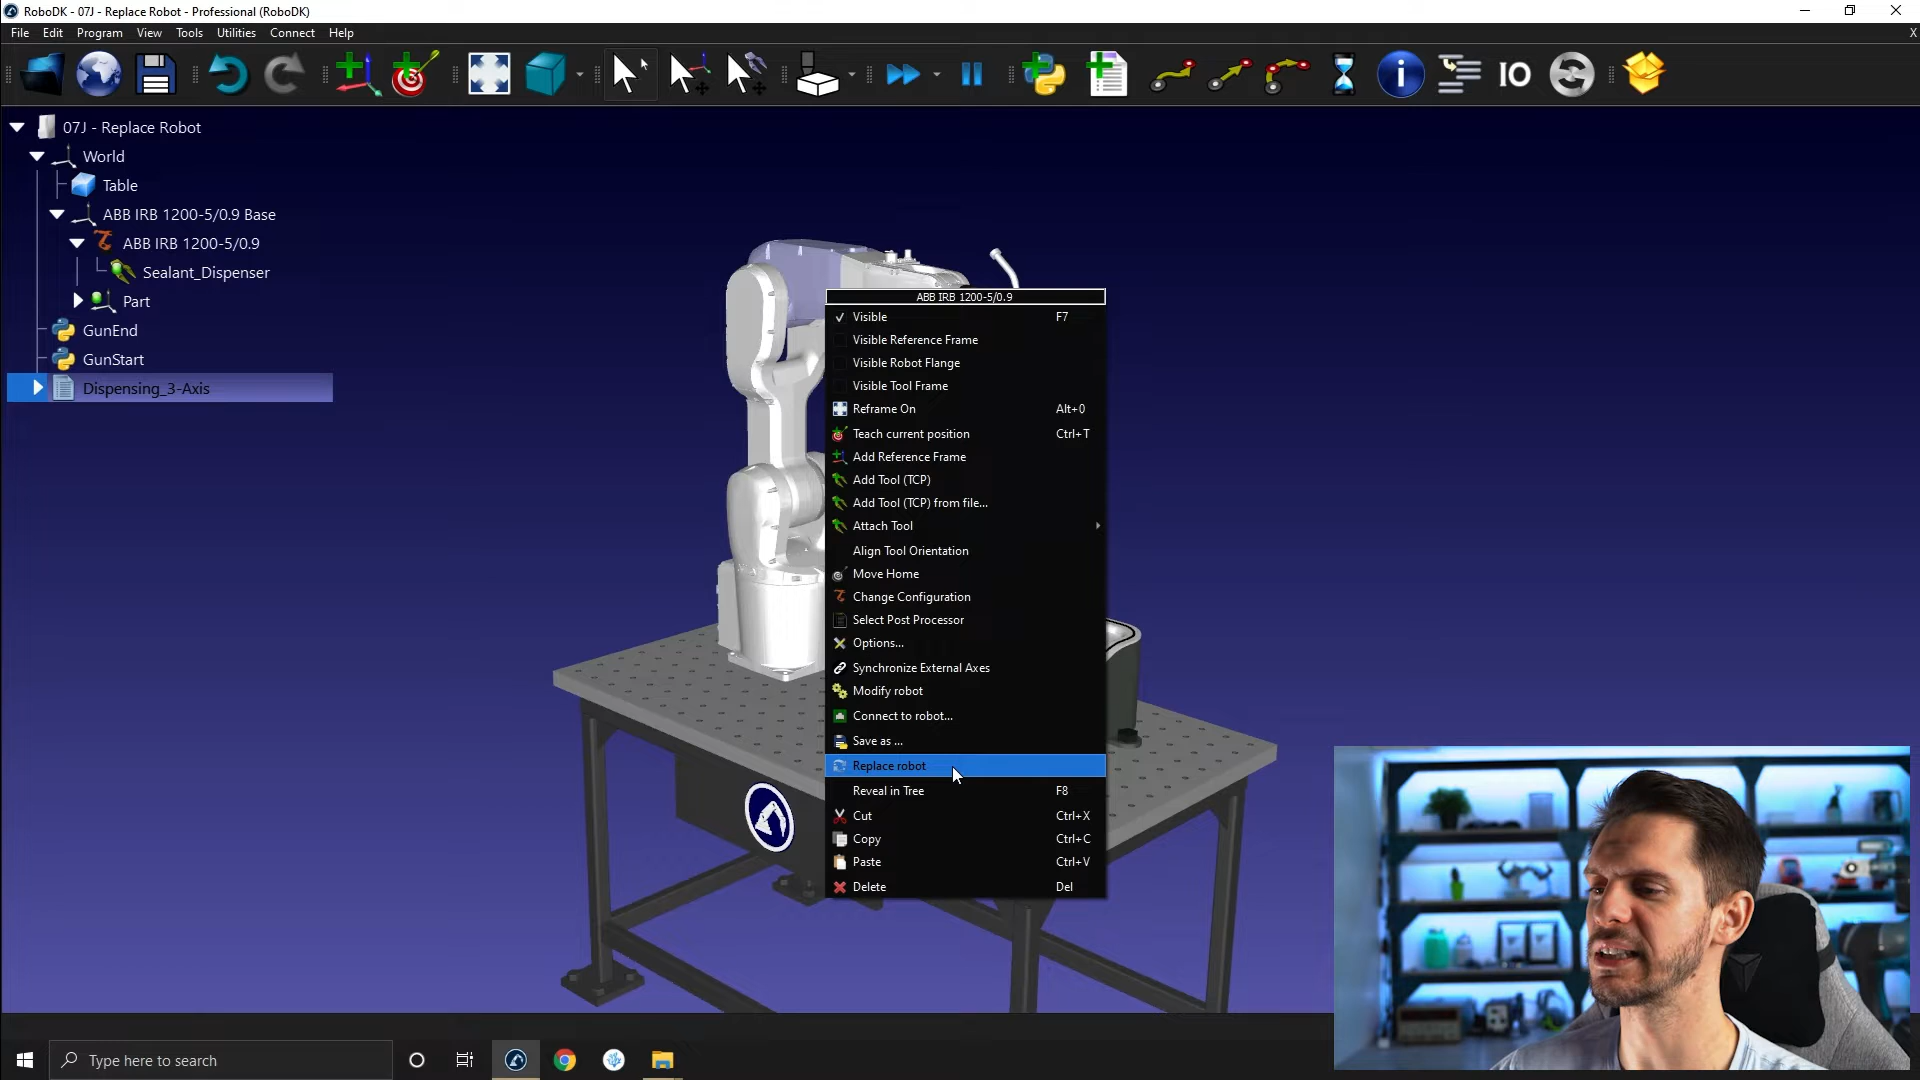 RoboDK - 07J - Replace Robot - Professional (RoboDK)
File Edit Program View Tools Utilities Connect Help X
IO
07J - Replace Robot
World
Table
ABB IRB 1200-5/0.9 Base
ABB IRB 1200-5/0.9
Sealant_Dispenser
Part
GunEnd
GunStart
Dispensing_3-Axis
ABB IRB 1200-5/0.9
Visible F7
Visible Reference Frame
Visible Robot Flange
Visible Tool Frame
Reframe On Alt+0
Teach current position Ctrl+T
Add Reference Frame
Add Tool (TCP)
Add Tool (TCP) from file...
Attach Tool
Align Tool Orientation
Move Home
Change Configuration
Select Post Processor
Options...
Synchronize External Axes
Modify robot
Connect to robot...
Save as ...
Replace robot
Reveal in Tree F8
Cut Ctrl+X
Copy Ctrl+C
Paste Ctrl+V
Delete Del
Type here to search